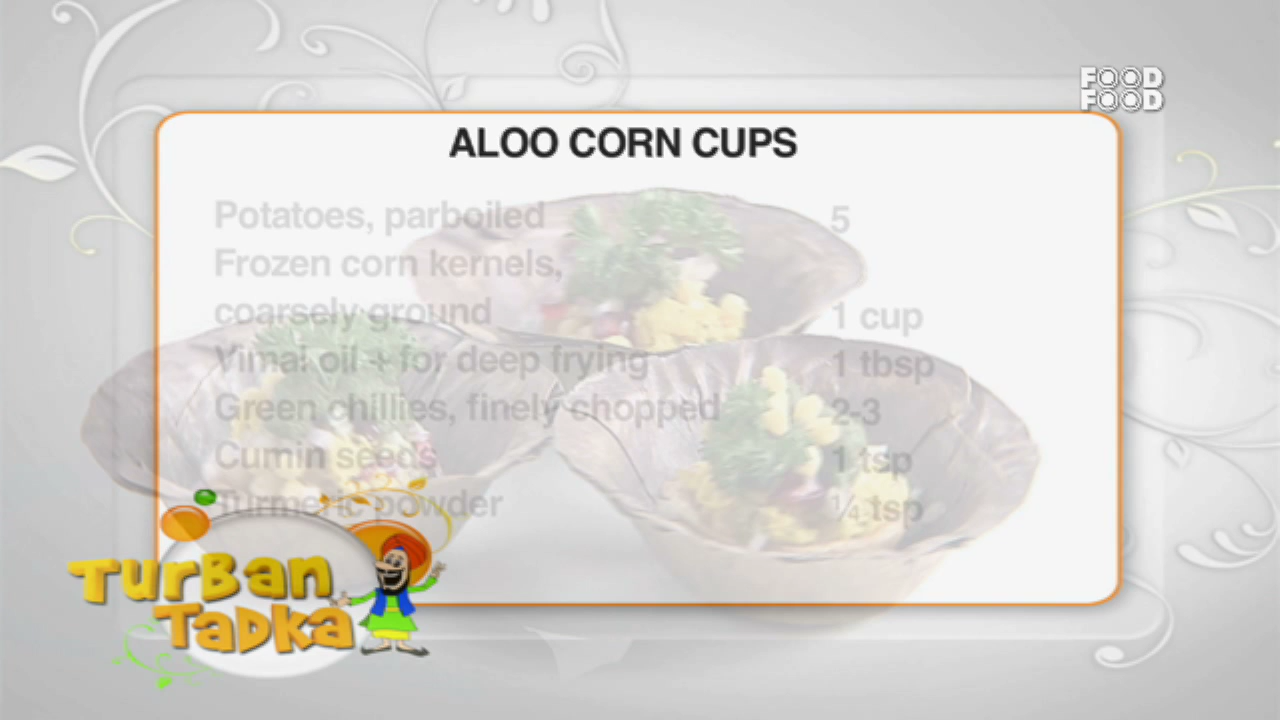 FOOD
FOOD
ALOO CORN CUPS
Potatoes, parboiled 5
Frozen corn kernels,
coarsely ground 1 cup
Vimal oil + for deep frying 1 tbsp
Green chillies, finely chopped 2-3
Cumin seeds 1 tsp
Turmeric powder ¼ tsp
TURBAN
TADKA